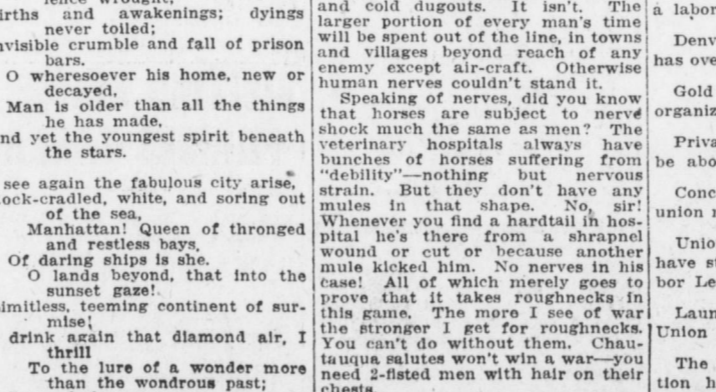 irths and awakenings; dyings
never toiled;
nvisible crumble and fall of prison
bars.
O wheresoever his home, new or
decayed,
Man is older than all the things
he has made,
nd yet the youngest spirit beneath
the stars.
see again the fabulous city arise,
ock-cradled, white, and soring out
of the sea,
Manhattan! Queen of thronged
and restless bays,
Of daring ships is she.
O lands beyond, that into the
sunset gaze!
imitless, teeming continent of sur-
mise;
drink again that diamond air, I
thrill
To the lure of a wonder more
than the wondrous past;
and cold dugouts. It isn't. The
larger portion of every man's time
will be spent out of the line, in towns
and villages beyond reach of any
enemy except air-craft. Otherwise
human nerves couldn't stand it.
Speaking of nerves, did you know
that horses are subject to nerve
shock much the same as men? The
veterinary hospitals always have
bunches of horses suffering from
"debility"—nothing but nervous
strain. But they don't have any
mules in that shape. No, sir!
Whenever you find a hardtail in hos-
pital he's there from a shrapnel
wound or cut or because another
mule kicked him. No nerves in his
case! All of which merely goes to
prove that it takes roughnecks in
this game. The more I see of war
the stronger I get for roughnecks.
You can't do without them. Chau-
tauqua salutes won't win a war—you
need 2-fisted men with hair on their
chests.
a labor
Denv
has ove
Gold
organiz
Priva
be abo
Conc
union r
Unio
have st
bor Le
Laun
Union
The
tion h